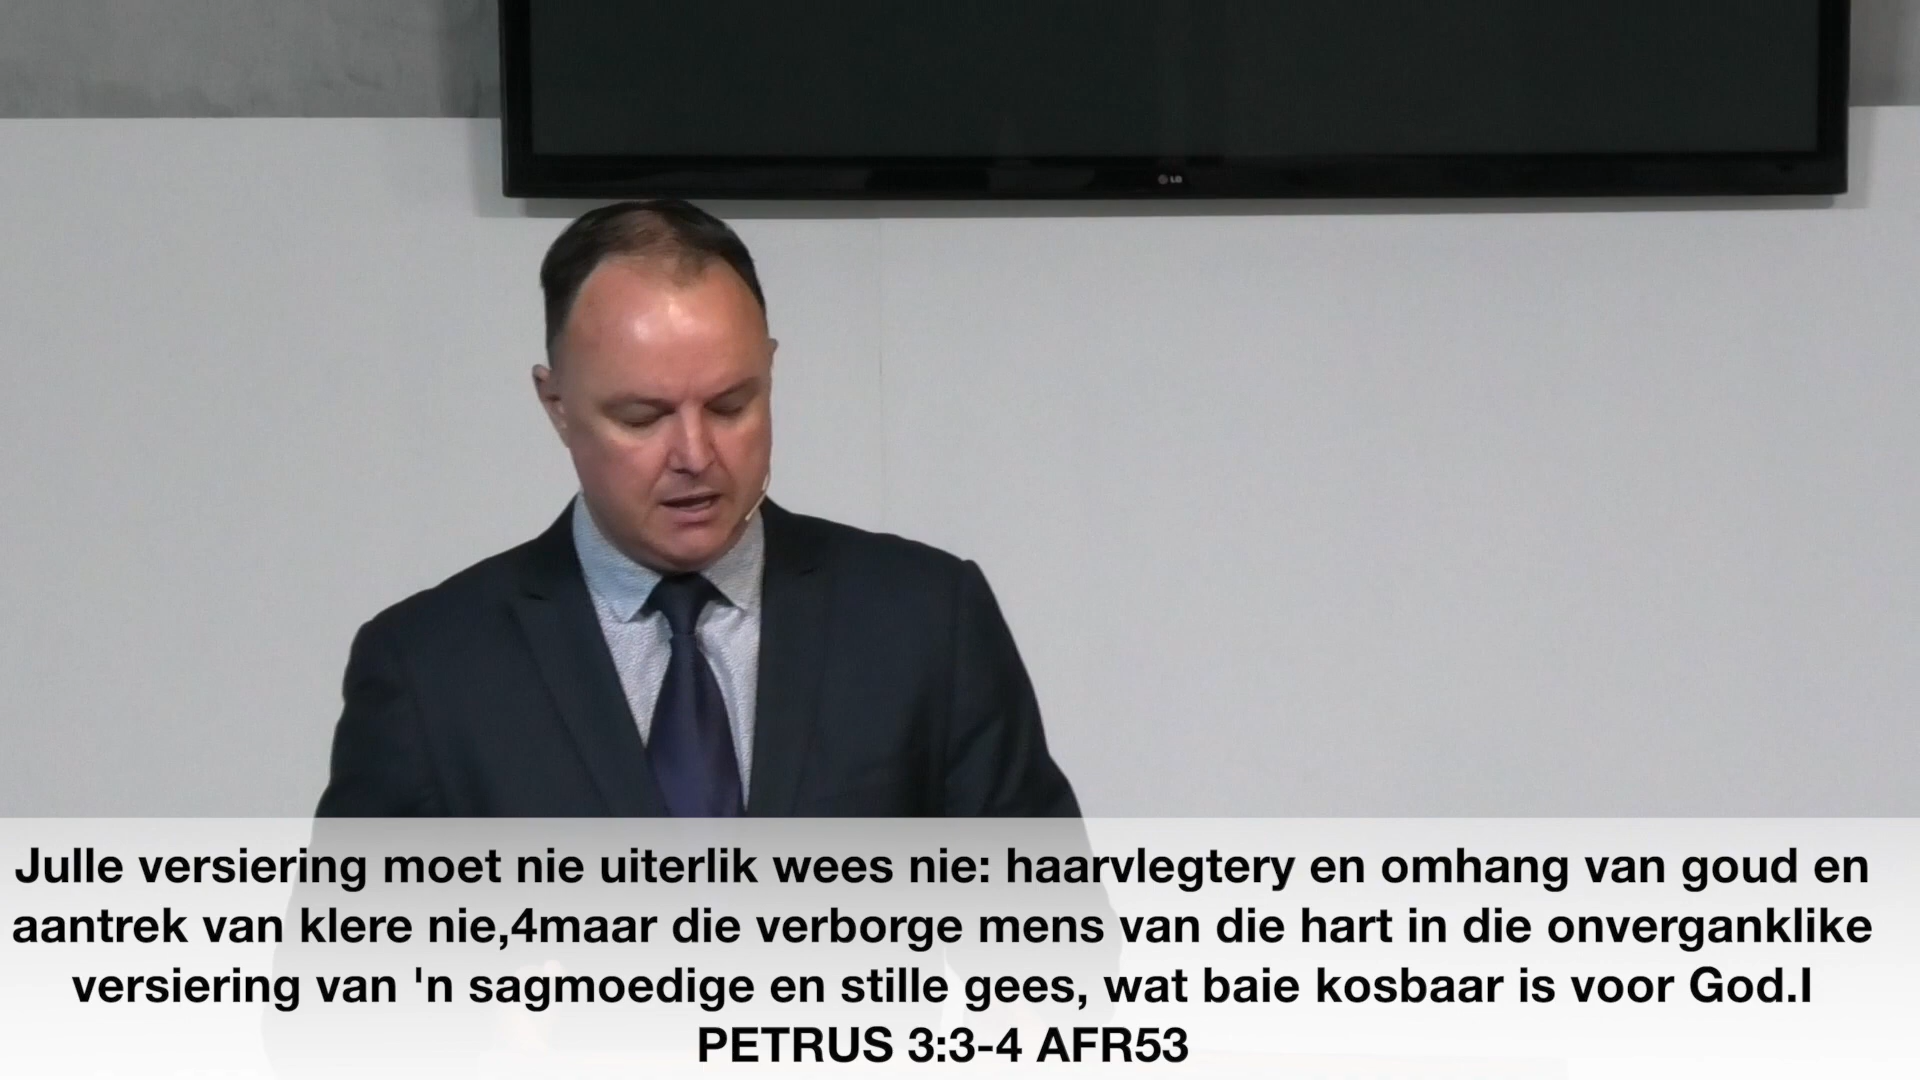 LG
Julle versiering moet nie uiterlik wees nie: haarvlegtery en omhang van goud en
aantrek van klere nie,4maar die verborge mens van die hart in die onverganklike
versiering van 'n sagmoedige en stille gees, wat baie kosbaar is voor God.I
PETRUS 3:3-4 AFR53